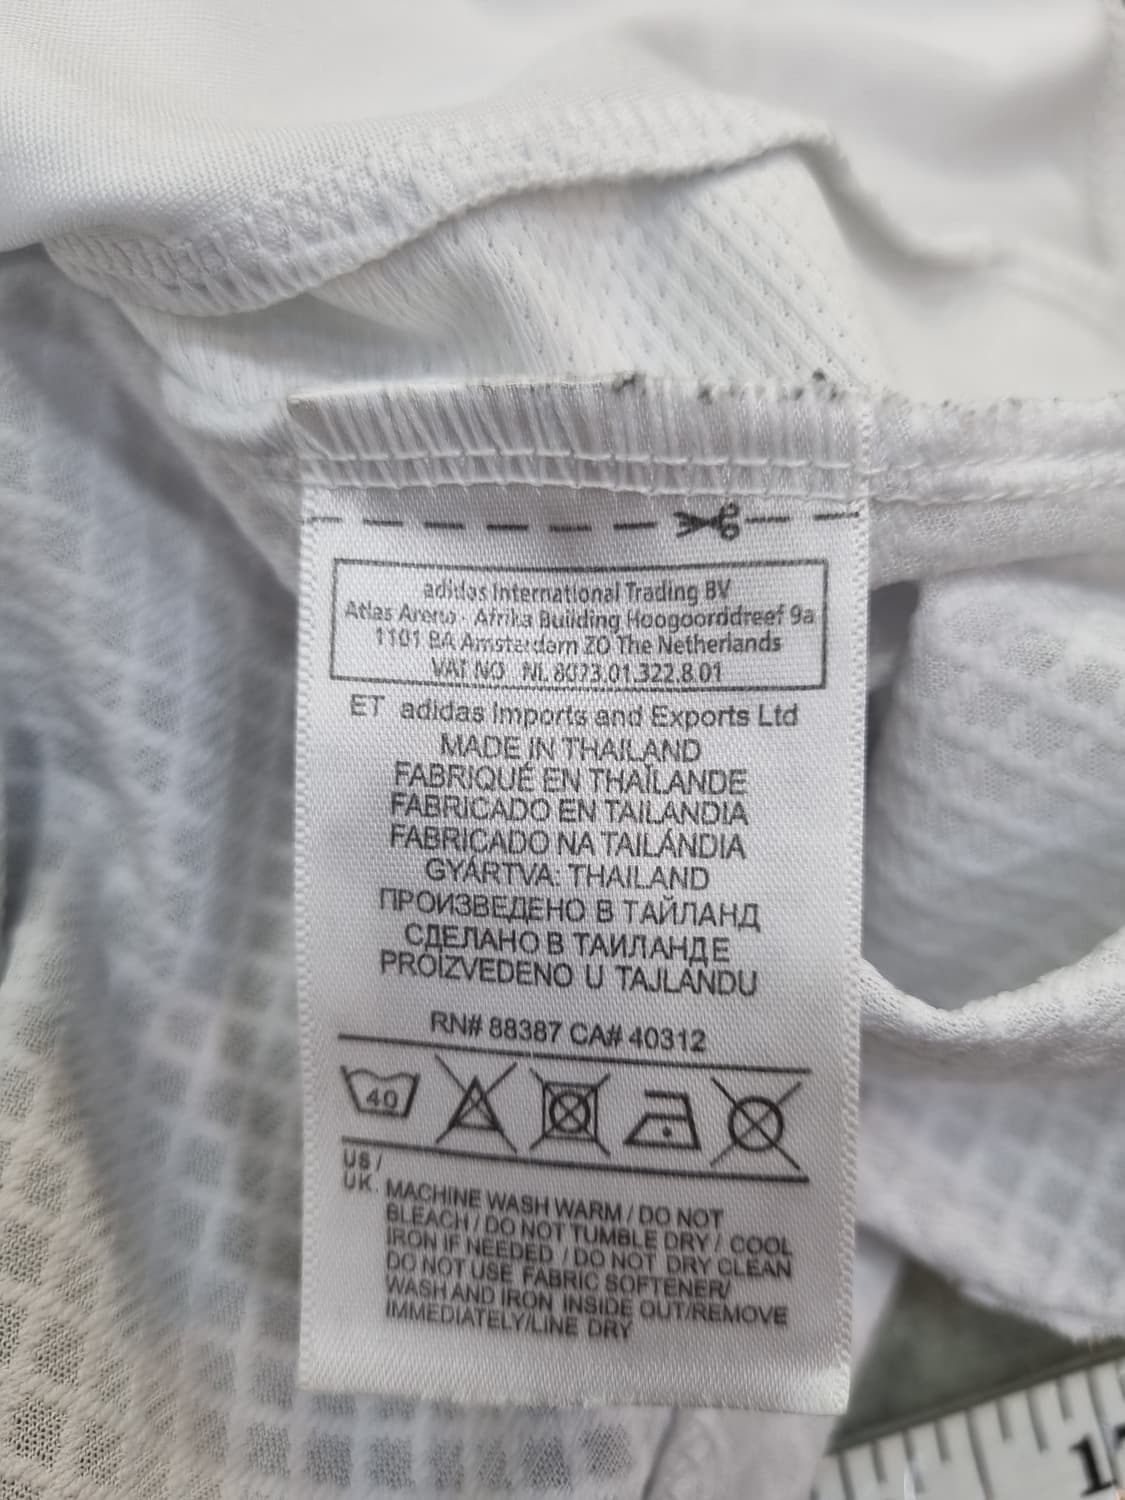 adidas International Trading BV
Atlas Arena - Afrika Building Hoogoorddreef 9a
1101 BA Amsterdam ZO The Netherlands
VAT NO NL 8073.01.322.8.01
ET adidas Imports and Exports Ltd
MADE IN THAILAND
FABRIQUÉ EN THAÏLANDE
FABRICADO EN TAILANDIA
FABRICADO NA TAILÁNDIA
GYÁRTVA: THAILAND
ПРОИЗВЕДЕНО В ТАЙЛАНД
СДЕЛАНО В ТАИЛАНДЕ
PROIZVEDENO U TAJLANDU
RN# 88387 CA# 40312
40
US /
UK. MACHINE WASH WARM / DO NOT
BLEACH / DO NOT TUMBLE DRY / COOL
IRON IF NEEDED / DO NOT DRY CLEAN
DO NOT USE FABRIC SOFTENER/
WASH AND IRON INSIDE OUT/REMOVE
IMMEDIATELY/LINE DRY